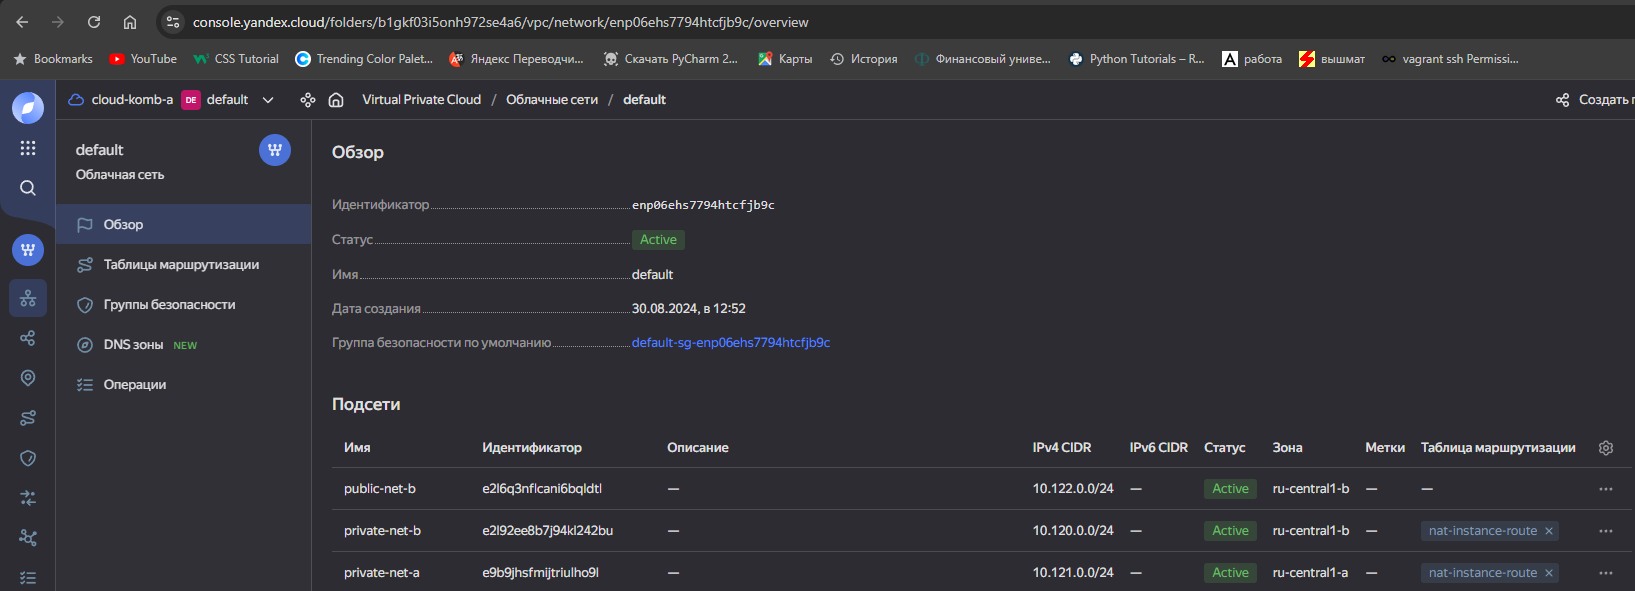 console.yandex.cloud/folders/b1gkf03i5onh972se4a6/vpc/network/enp06ehs7794htcfjb9c/overview
Bookmarks YouTube CSS Tutorial Trending Color Palet... Яндекс Переводчи... Скачать PyCharm 2... Карты История Финансовый униве... Python Tutorials – R... работа вышмат vagrant ssh Permissi...
cloud-komb-a DE default Virtual Private Cloud / Облачные сети / default Создать
default
Облачная сеть
Обзор
Таблицы маршрутизации
Группы безопасности
DNS зоны NEW
Операции
Обзор
Идентификатор enp06ehs7794htcfjb9c
Статус Active
Имя default
Дата создания 30.08.2024, в 12:52
Группа безопасности по умолчанию default-sg-enp06ehs7794htcfjb9c
Подсети
Имя Идентификатор Описание IPv4 CIDR IPv6 CIDR Статус Зона Метки Таблица маршрутизации
public-net-b e2l6q3nflcani6bqldtl — 10.122.0.0/24 — Active ru-central1-b — —
private-net-b e2l92ee8b7j94kl242bu — 10.120.0.0/24 — Active ru-central1-b — nat-instance-route ×
private-net-a e9b9jhsfmijtriulho9l — 10.121.0.0/24 — Active ru-central1-a — nat-instance-route ×